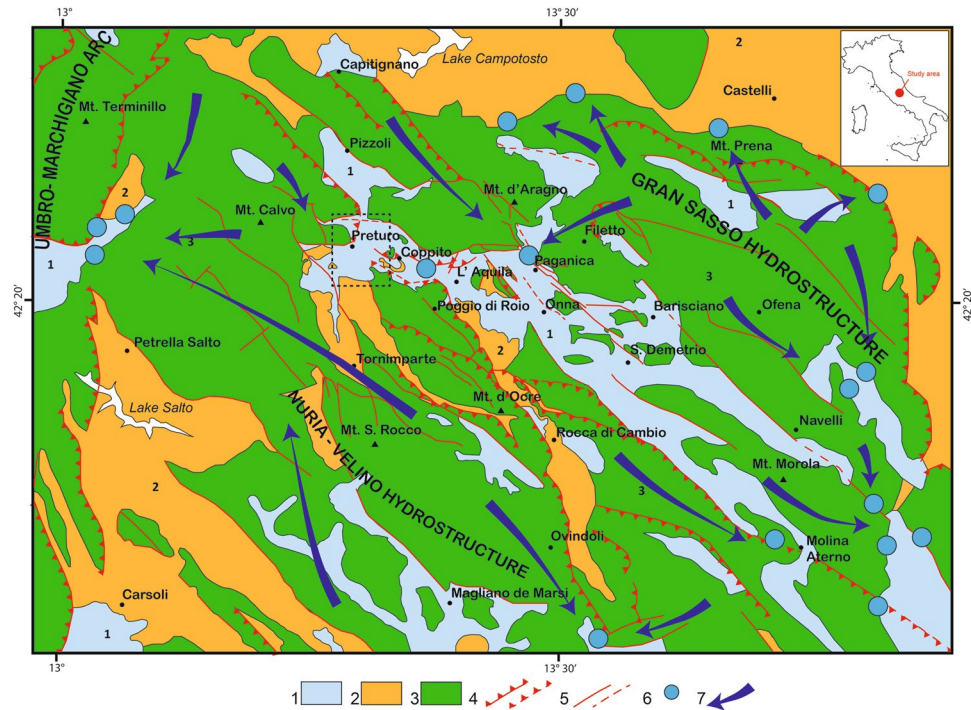 13°
13° 30'
2
Lake Campotosto
Capitignano
Castelli
Study area
UMBRO- MARCHIGIANO ARC
Mt. Terminillo
Pizzoli
Mt. Prena
1
2
Mt. d'Aragno
GRAN SASSO HYDROSTRUCTURE
1
Mt. Calvo
3
Preturo
Coppito
Filetto
Paganica
1
L' Aquila
3
42° 20'
42° 20'
Poggio di Roio
Onna
Barisciano
Ofena
Petrella Salto
1
2
S. Demetrio
Tornimparte
Lake Salto
Mt. d'Ocre
NURIA - VELINO HYDROSTRUCTURE
Mt. S. Rocco
Rocca di Cambio
Navelli
Mt. Morola
2
3
Ovindoli
Molina
Aterno
Carsoli
Magliano de Marsi
1
2
13°
13° 30'
1 2 3 4 5 6 7